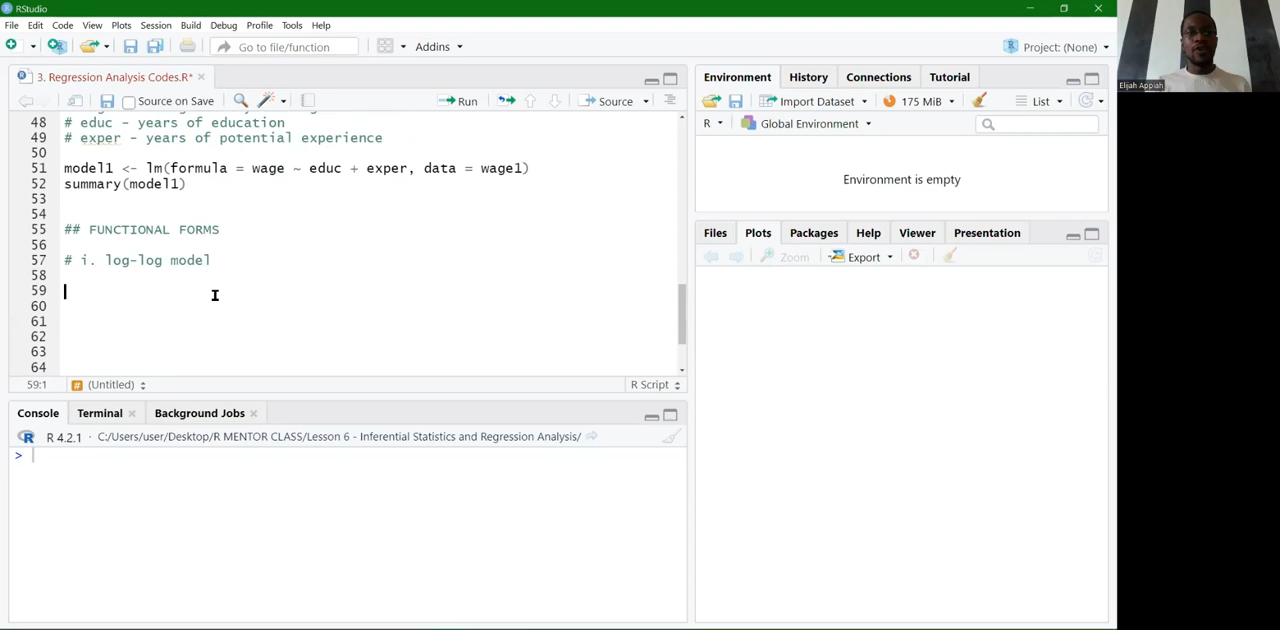 RStudio
File Edit Code View Plots Session Build Debug Profile Tools Help
Go to file/function Addins Project: (None)
3. Regression Analysis Codes.R*
Source on Save Run Source
48 # educ - years of education
49 # exper - years of potential experience
50
51 model1 <- lm(formula = wage ~ educ + exper, data = wage1)
52 summary(model1)
53
54
55 ## FUNCTIONAL FORMS
56
57 # i. log-log model
58
59
60
61
62
63
64
59:1 (Untitled) R Script
Console Terminal Background Jobs
R 4.2.1 · C:/Users/user/Desktop/R MENTOR CLASS/Lesson 6 - Inferential Statistics and Regression Analysis/
>
Environment History Connections Tutorial
Import Dataset 175 MiB List
R Global Environment
Environment is empty
Files Plots Packages Help Viewer Presentation
Zoom Export
Elijah Appiah